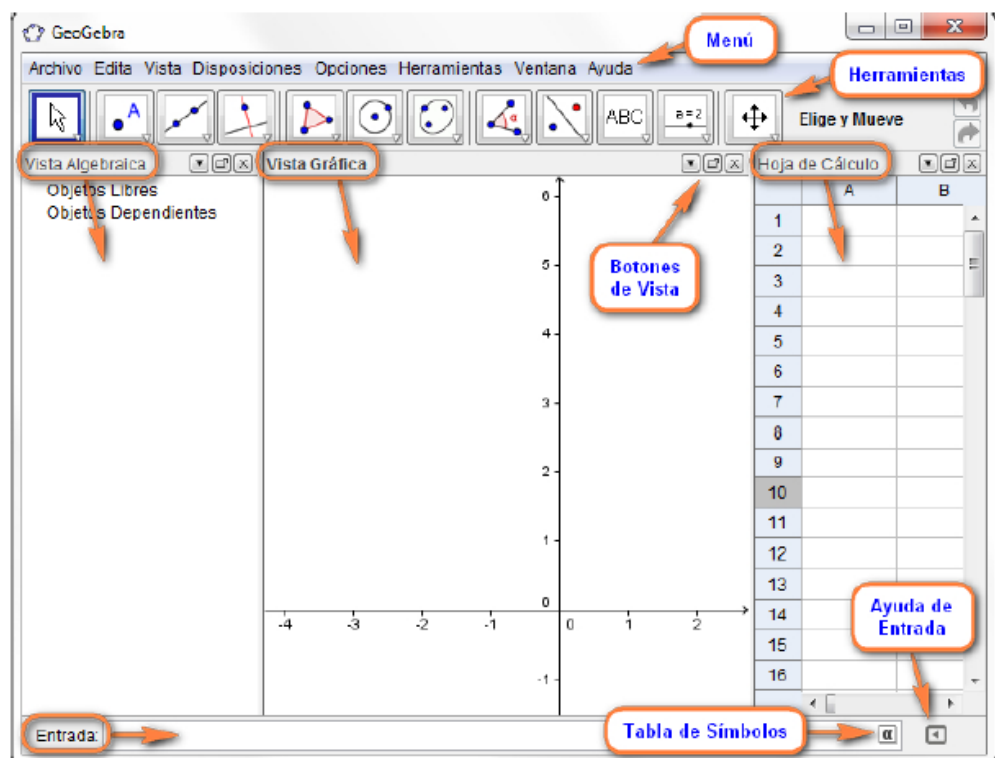 GeoGebra
Menú
Archivo Edita Vista Disposiciones Opciones Herramientas Ventana Ayuda
Herramientas
A
α
ABC
a=2
Elige y Mueve
Vista Algebraica
Vista Gráfica
Hoja de Cálculo
Objetos Libres
Objetos Dependientes
A B
Botones
de Vista
6
5
4
3
2
1
0
-1
-4 -3 -2 -1 0 1 2
1
2
3
4
5
6
7
8
9
10
11
12
13
14
15
16
Ayuda de
Entrada
Entrada:
Tabla de Símbolos
α